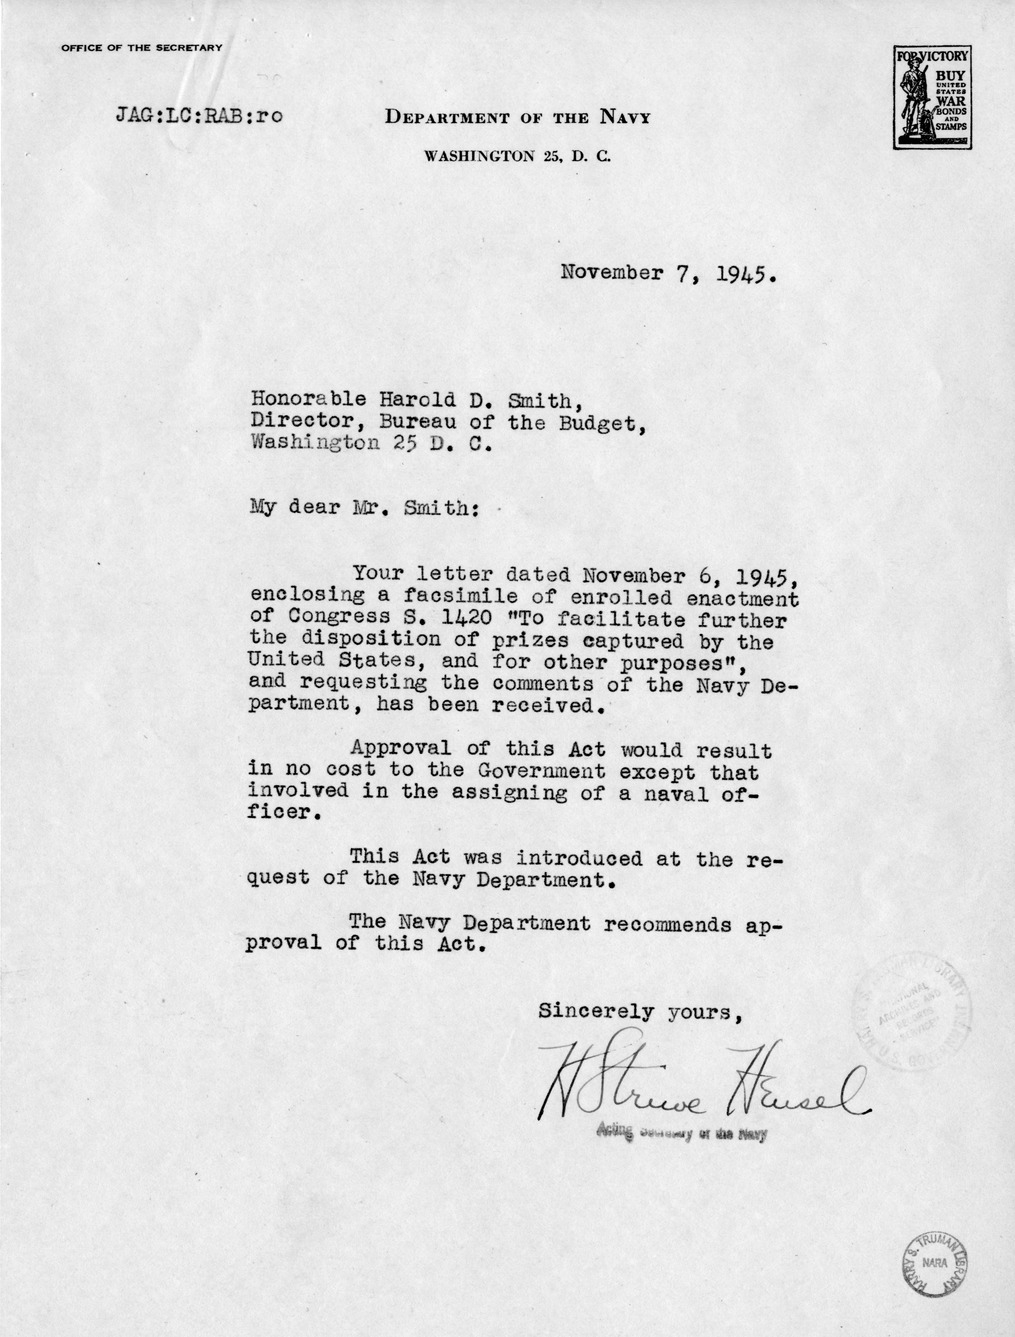 OFFICE OF THE SECRETARY
FOR VICTORY
BUY
UNITED
STATES
WAR
BONDS
AND
STAMPS
JAG:LC:RAB:ro
DEPARTMENT OF THE NAVY
WASHINGTON 25, D. C.
November 7, 1945.
Honorable Harold D. Smith,
Director, Bureau of the Budget,
Washington 25 D. C.
My dear Mr. Smith:
Your letter dated November 6, 1945,
enclosing a facsimile of enrolled enactment
of Congress S. 1420 "To facilitate further
the disposition of prizes captured by the
United States, and for other purposes",
and requesting the comments of the Navy De-
partment, has been received.
Approval of this Act would result
in no cost to the Government except that
involved in the assigning of a naval of-
ficer.
This Act was introduced at the re-
quest of the Navy Department.
The Navy Department recommends ap-
proval of this Act.
Sincerely yours,
H Struve Hensel
Acting Secretary of the Navy
HARRY S. TRUMAN LIBRARY
NARA